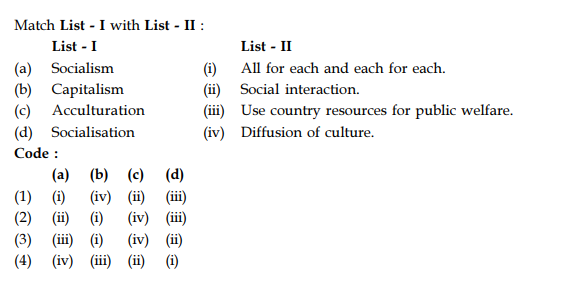 Match List - I with List - II :
List - I List - II
(a) Socialism (i) All for each and each for each.
(b) Capitalism (ii) Social interaction.
(c) Acculturation (iii) Use country resources for public welfare.
(d) Socialisation (iv) Diffusion of culture.
Code :
(a) (b) (c) (d)
(1) (i) (iv) (ii) (iii)
(2) (ii) (i) (iv) (iii)
(3) (iii) (i) (iv) (ii)
(4) (iv) (iii) (ii) (i)